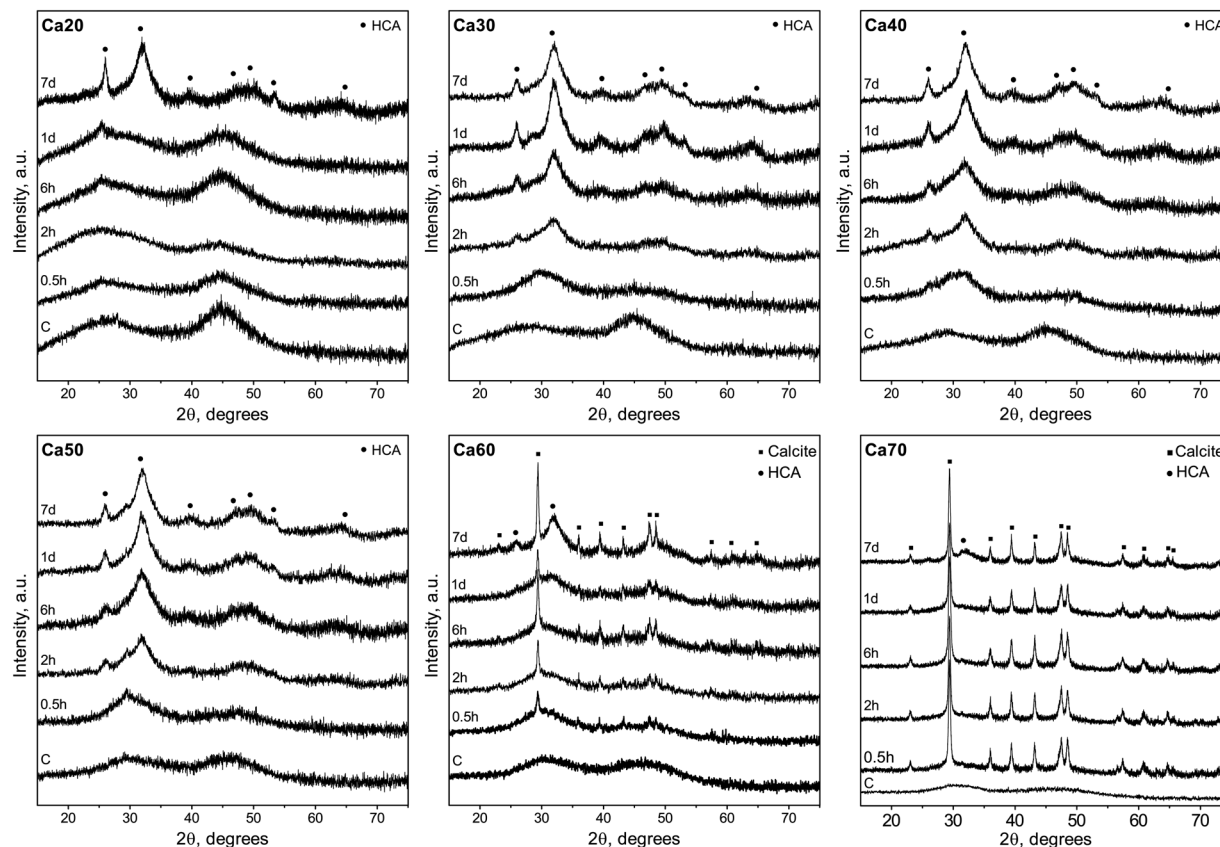 Ca20
● HCA
7d
1d
6h
2h
0.5h
C
Intensity, a.u.
20 30 40 50 60 70
2θ, degrees
Ca30
● HCA
7d
1d
6h
2h
0.5h
C
Intensity, a.u.
20 30 40 50 60 70
2θ, degrees
Ca40
● HCA
7d
1d
6h
2h
0.5h
C
Intensity, a.u.
20 30 40 50 60 70
2θ, degrees
Ca50
● HCA
7d
1d
6h
2h
0.5h
C
Intensity, a.u.
20 30 40 50 60 70
2θ, degrees
Ca60
■ Calcite
● HCA
7d
1d
6h
2h
0.5h
C
Intensity, a.u.
20 30 40 50 60 70
2θ, degrees
Ca70
■ Calcite
● HCA
7d
1d
6h
2h
0.5h
C
Intensity, a.u.
20 30 40 50 60 70
2θ, degrees